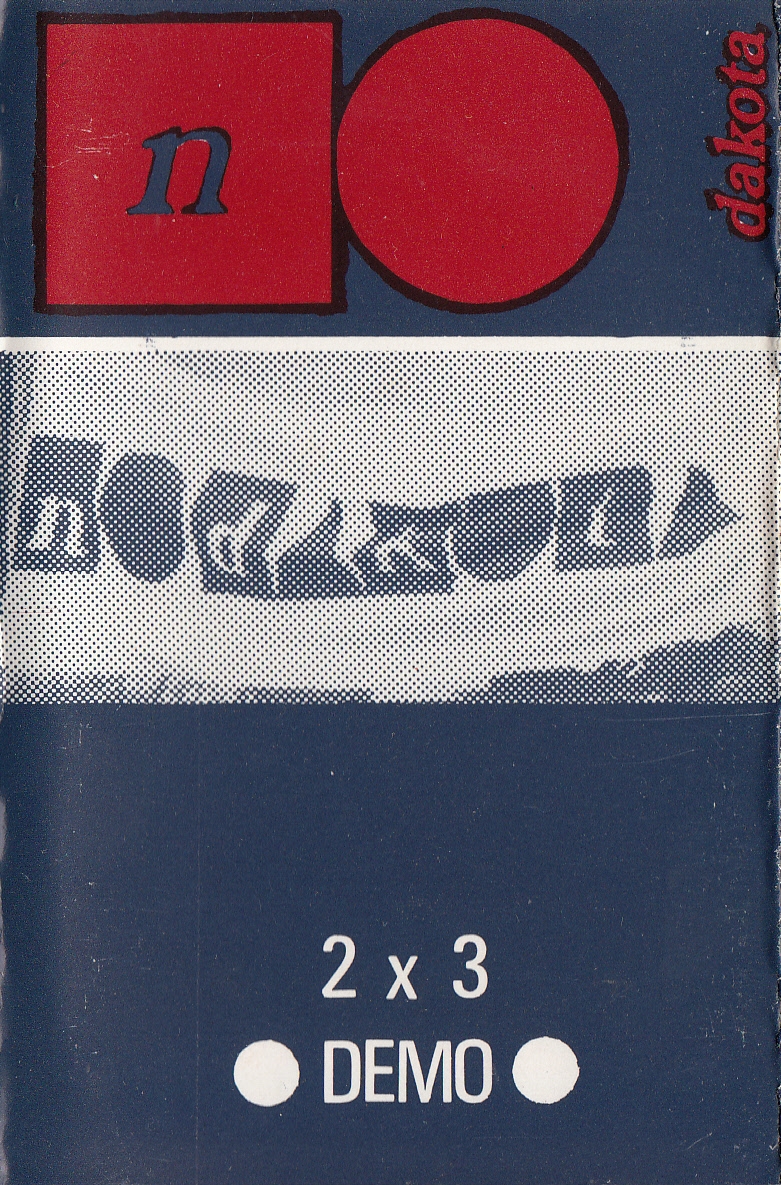 n
dakota
n d k t
2 x 3
DEMO